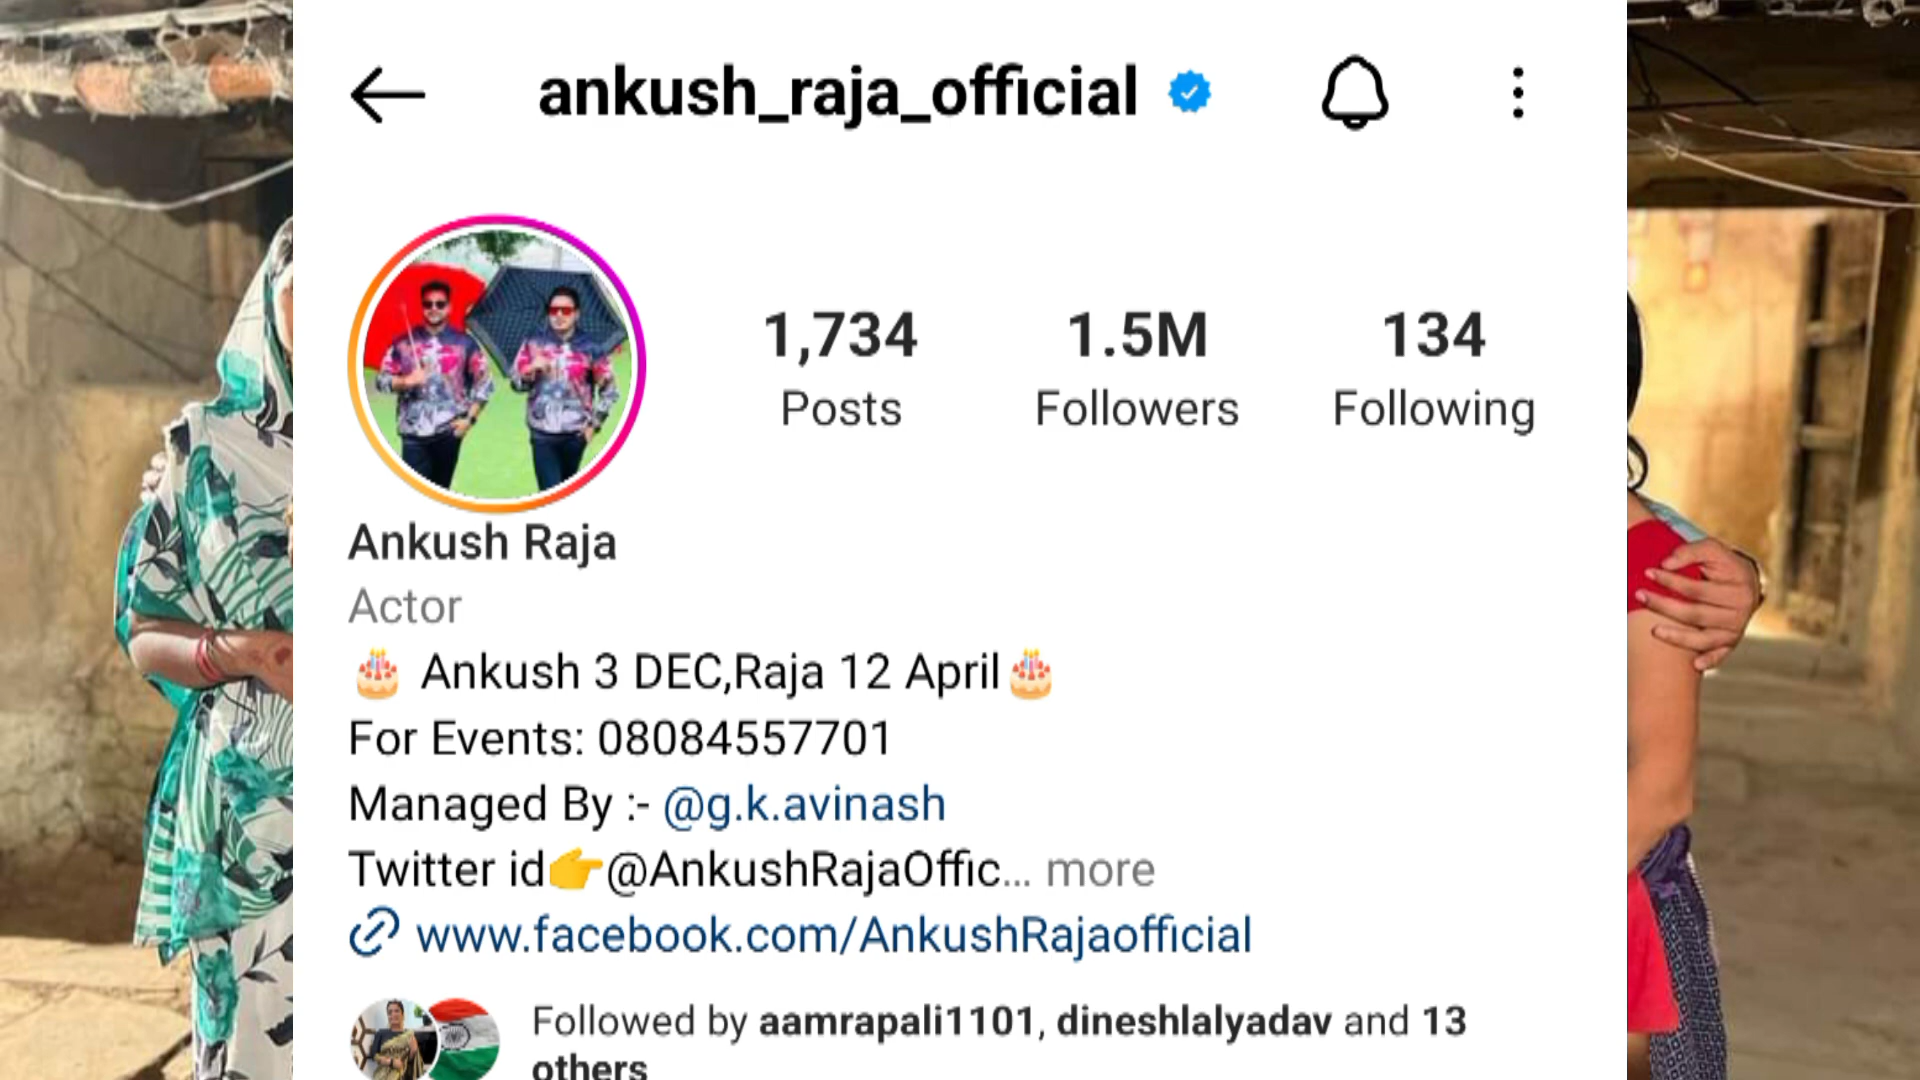 ankush_raja_official
1,734 1.5M 134
Posts Followers Following
Ankush Raja
Actor
🎂 Ankush 3 DEC,Raja 12 April🎂
For Events: 08084557701
Managed By :- @g.k.avinash
Twitter id👉@AnkushRajaOffic... more
www.facebook.com/AnkushRajaofficial
Followed by aamrapali1101, dineshlalyadav and 13
others